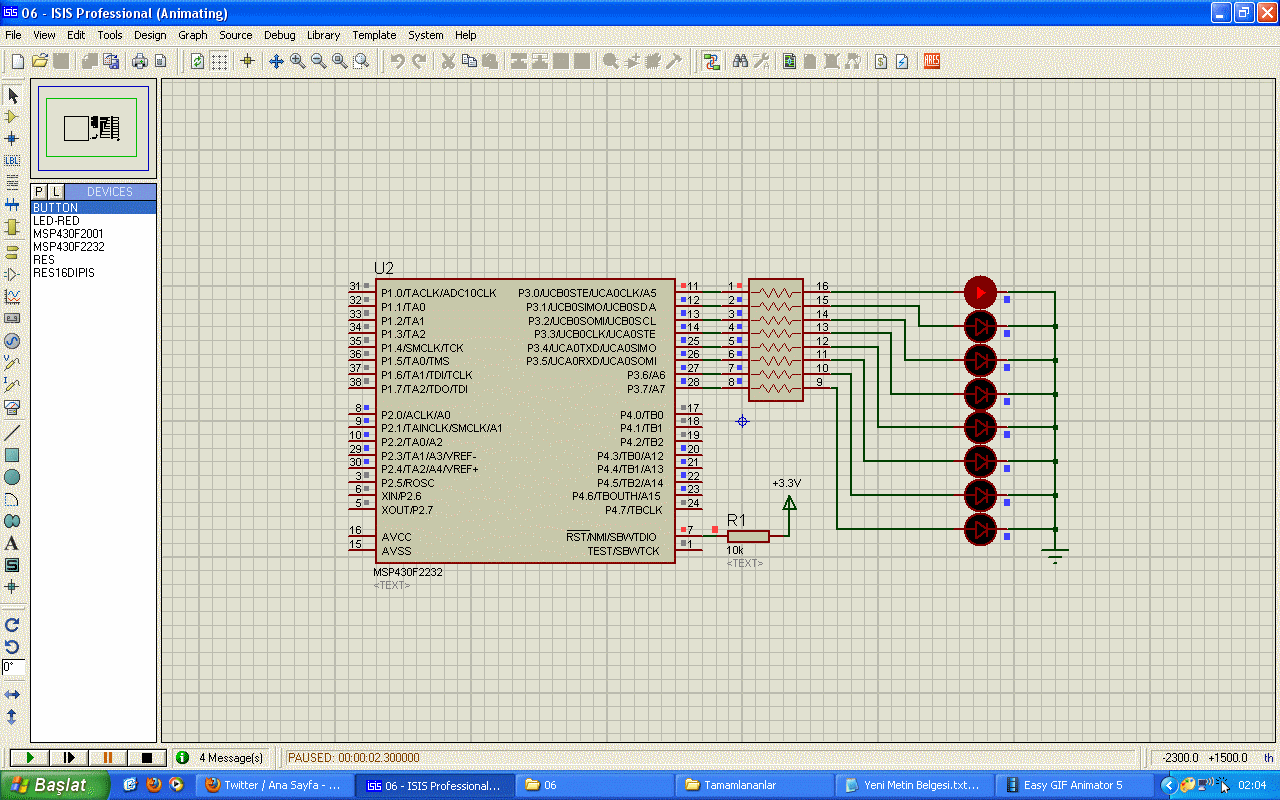 06 - ISIS Professional (Animating)
File View Edit Tools Design Graph Source Debug Library Template System Help
P L DEVICES
BUTTON
LED-RED
MSP430F2001
MSP430F2232
RES
RES16DIPIS
LBL
A
S
0°
ARES
U2
31 P1.0/TACLK/ADC10CLK P3.0/UCB0STE/UCA0CLK/A5 11 1 16
32 P1.1/TA0 P3.1/UCB0SIMO/UCB0SDA 12 2 15
33 P1.2/TA1 P3.2/UCB0SOMI/UCB0SCL 13 3 14
34 P1.3/TA2 P3.3/UCB0CLK/UCA0STE 14 4 13
35 P1.4/SMCLK/TCK P3.4/UCA0TXD/UCA0SIMO 25 5 12
36 P1.5/TA0/TMS P3.5/UCA0RXD/UCA0SOMI 26 6 11
37 P1.6/TA1/TDI/TCLK P3.6/A6 27 7 10
38 P1.7/TA2/TDO/TDI P3.7/A7 28 8 9
8 P2.0/ACLK/A0 P4.0/TB0 17
9 P2.1/TAINCLK/SMCLK/A1 P4.1/TB1 18
10 P2.2/TA0/A2 P4.2/TB2 19
29 P2.3/TA1/A3/VREF- P4.3/TB0/A12 20
30 P2.4/TA2/A4/VREF+ P4.4/TB1/A13 21
3 P2.5/ROSC P4.5/TB2/A14 22
6 XIN/P2.6 P4.6/TBOUTH/A15 23
5 XOUT/P2.7 P4.7/TBCLK 24
16 AVCC RST/NMI/SBWTDIO 7
15 AVSS TEST/SBWTCK 1
MSP430F2232
<TEXT>
+3.3V
R1
10k
<TEXT>
4 Message(s) PAUSED: 00:00:02.300000 -2300.0 +1500.0 th
Başlat Twitter / Ana Sayfa - ... 06 - ISIS Professional... 06 Tamamlananlar Yeni Metin Belgesi.txt... Easy GIF Animator 5 02:04